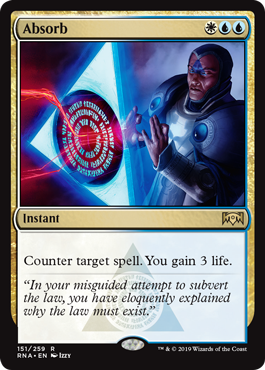 Absorb
Instant
Counter target spell. You gain 3 life.
“In your misguided attempt to subvert
the law, you have eloquently explained
why the law must exist.”
151/259 R
RNA • EN Izzy
™ & © 2019 Wizards of the Coast